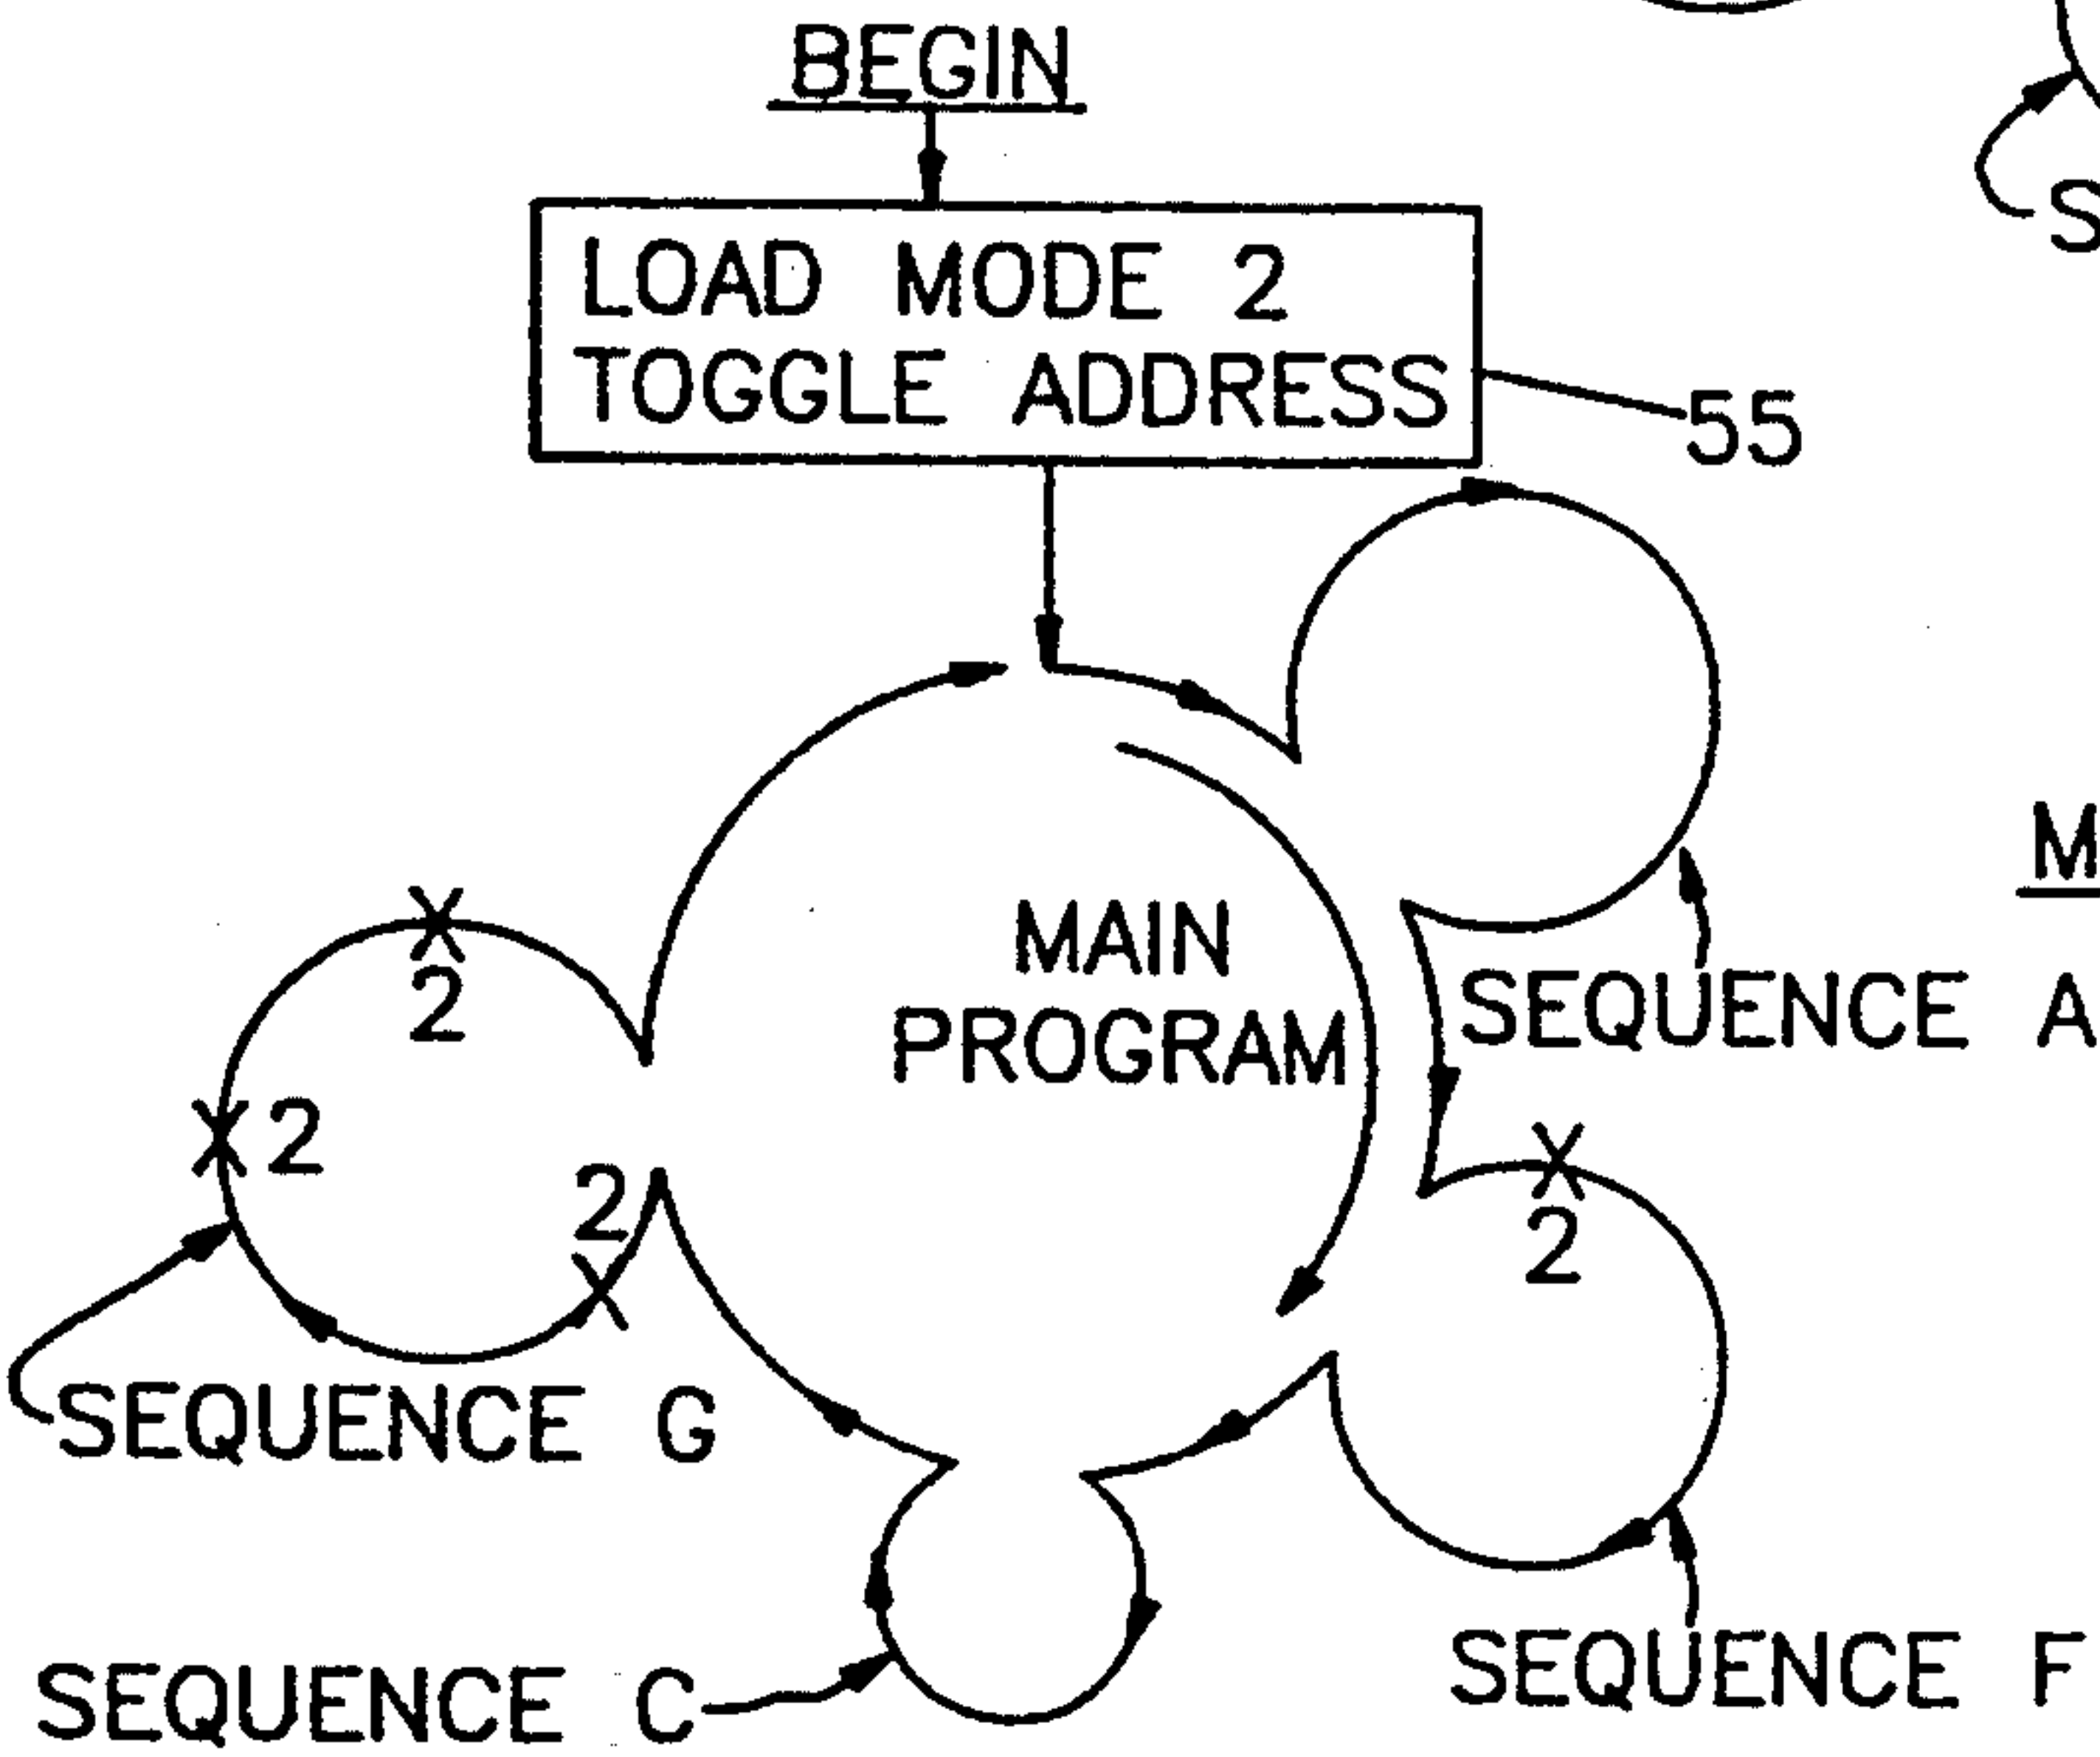 BEGIN
LOAD MODE 2
TOGGLE ADDRESS
55
MAIN
PROGRAM
SEQUENCE A
2
2
2
2
SEQUENCE G
SEQUENCE C
SEQUENCE F